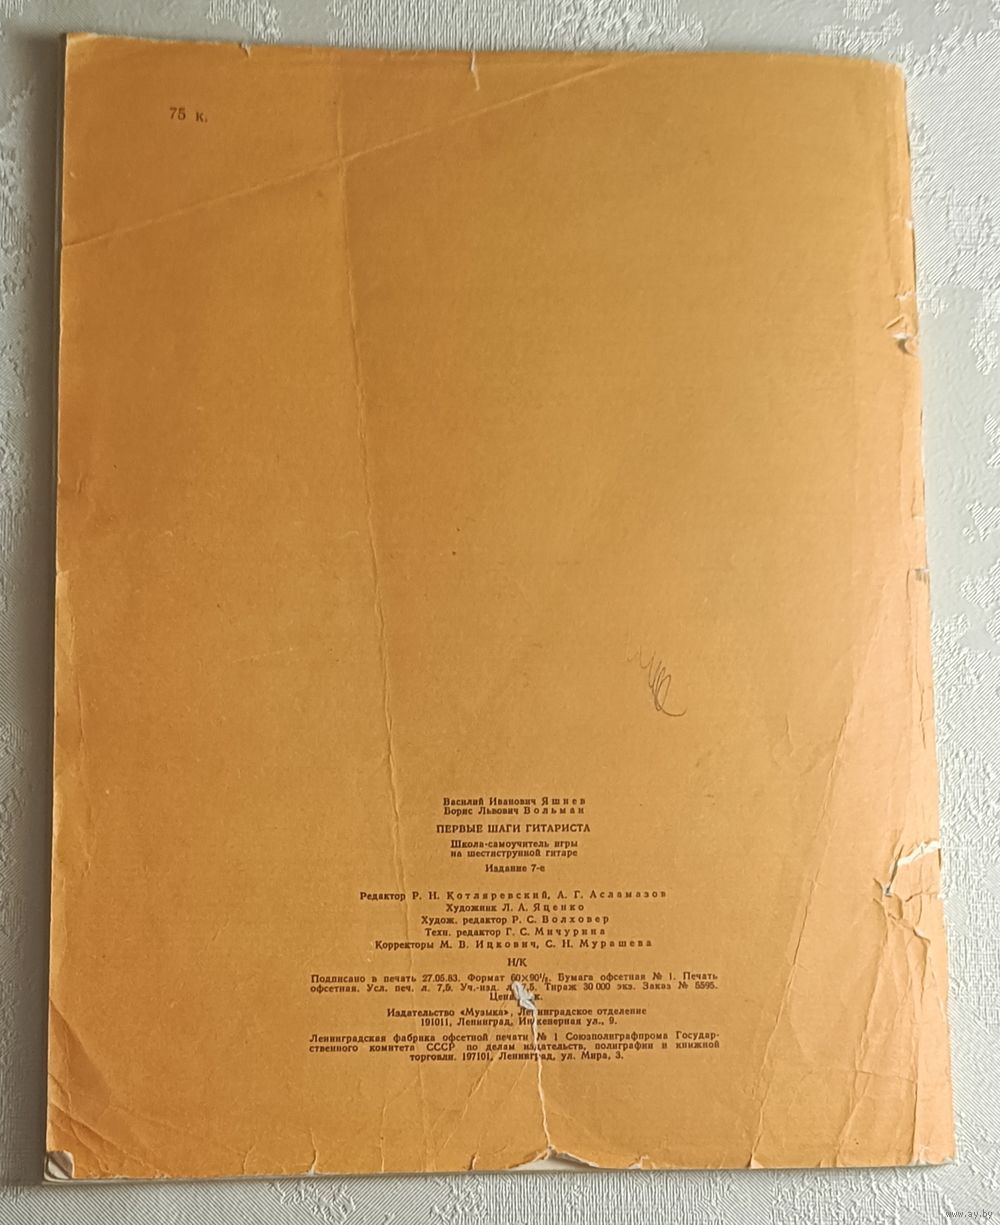 75 к.
Василий Иванович Яшнев
Борис Львович Вольман
ПЕРВЫЕ ШАГИ ГИТАРИСТА
Школа-самоучитель игры
на шестиструнной гитаре
Издание 7-е
Редактор Р. Н. Котляревский, А. Г. Асламазов
Художник Л. А. Яценко
Худож. редактор Р. С. Волховер
Техн. редактор Г. С. Мичурина
Корректоры М. В. Ицкович, С. Н. Мурашева
Н/К
Подписано в печать 27.05.83. Формат 60×90¹/₈. Бумага офсетная № 1. Печать
офсетная. Усл. печ. л. 7,5. Уч.-изд. 7,5. Тираж 30 000 экз. Заказ № 5595.
Цена к.
Издательство «Музыка», Ленинградское отделение
191011, Ленинград, Инженерная ул., 9.
Ленинградская фабрика офсетной печати № 1 Союзполиграфпрома Государ-
ственного комитета СССР по делам издательств, полиграфии и книжной
торговли. 197101, Ленинград, ул. Мира, 3.
www.ay.by